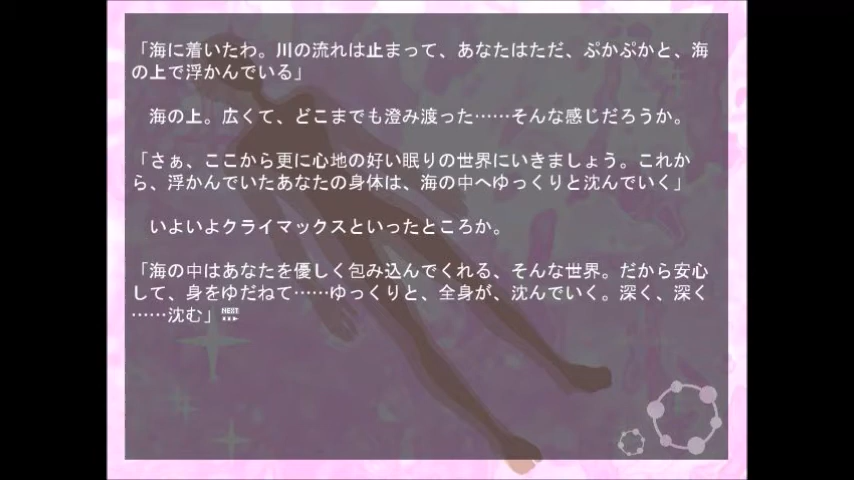 「海に着いたわ。川の流れは止まって、あなたはただ、ぷかぷかと、海
の上で浮かんでいる」
海の上。広くて、どこまでも澄み渡った……そんな感じだろうか。
「さぁ、ここから更に心地の好い眠りの世界にいきましょう。これか
ら、浮かんでいたあなたの身体は、海の中へゆっくりと沈んでいく」
いよいよクライマックスといったところか。
「海の中はあなたを優しく包み込んでくれる、そんな世界。だから安心
して、身をゆだねて……ゆっくりと、全身が、沈んでいく。深く、深く
……沈む」NEXT